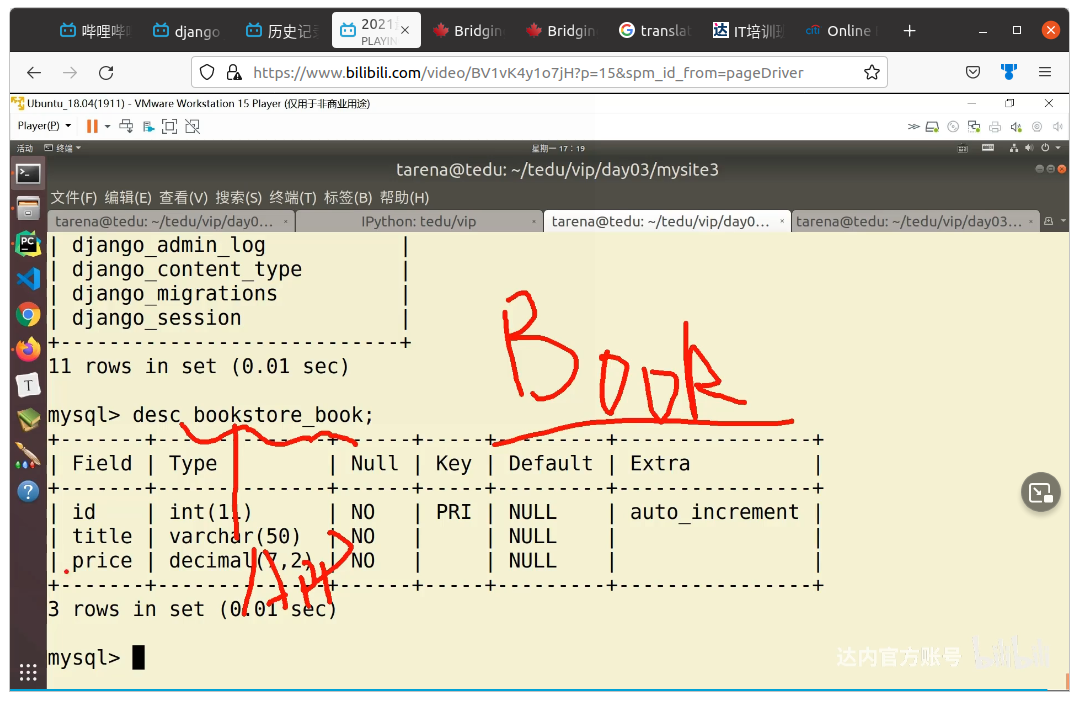 哔哩哔哩 django 历史记录 2021 Bridgin Bridgin translat IT培训班 Online
PLAYIN
https://www.bilibili.com/video/BV1vK4y1o7jH?p=15&spm_id_from=pageDriver
Ubuntu_18.04(1911) - VMware Workstation 15 Player (仅用于非商业用途)
Player(P)
活动 终端 星期一 17：19
tarena@tedu: ~/tedu/vip/day03/mysite3
文件(F) 编辑(E) 查看(V) 搜索(S) 终端(T) 标签(B) 帮助(H)
tarena@tedu: ~/tedu/vip/day0... IPython: tedu/vip tarena@tedu: ~/tedu/vip/day0... tarena@tedu: ~/tedu/vip/day03...
| django_admin_log |
| django_content_type |
| django_migrations |
| django_session |
+----------------------------+
11 rows in set (0.01 sec)
Book
mysql> desc bookstore_book;
+-------+--------------+------+-----+---------+----------------+
| Field | Type | Null | Key | Default | Extra |
+-------+--------------+------+-----+---------+----------------+
| id | int(11) | NO | PRI | NULL | auto_increment |
| title | varchar(50) | NO | | NULL | |
| price | decimal(7,2) | NO | | NULL | |
+-------+--------------+------+-----+---------+----------------+
APP
3 rows in set (0.01 sec)
mysql>
达内官方账号 bilibili